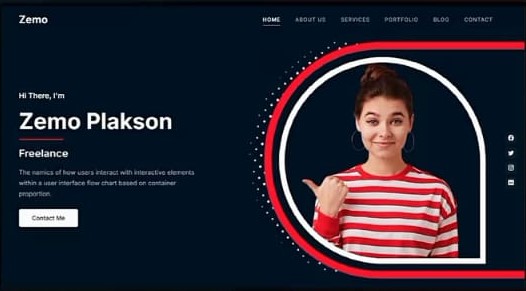 Zemo
HOME ABOUT US SERVICES PORTFOLIO BLOG CONTACT
Hi There, I'm
Zemo Plakson
Freelance
The namics of how users interact with interactive elements
within a user interface flow chart based on container
proportion.
Contact Me